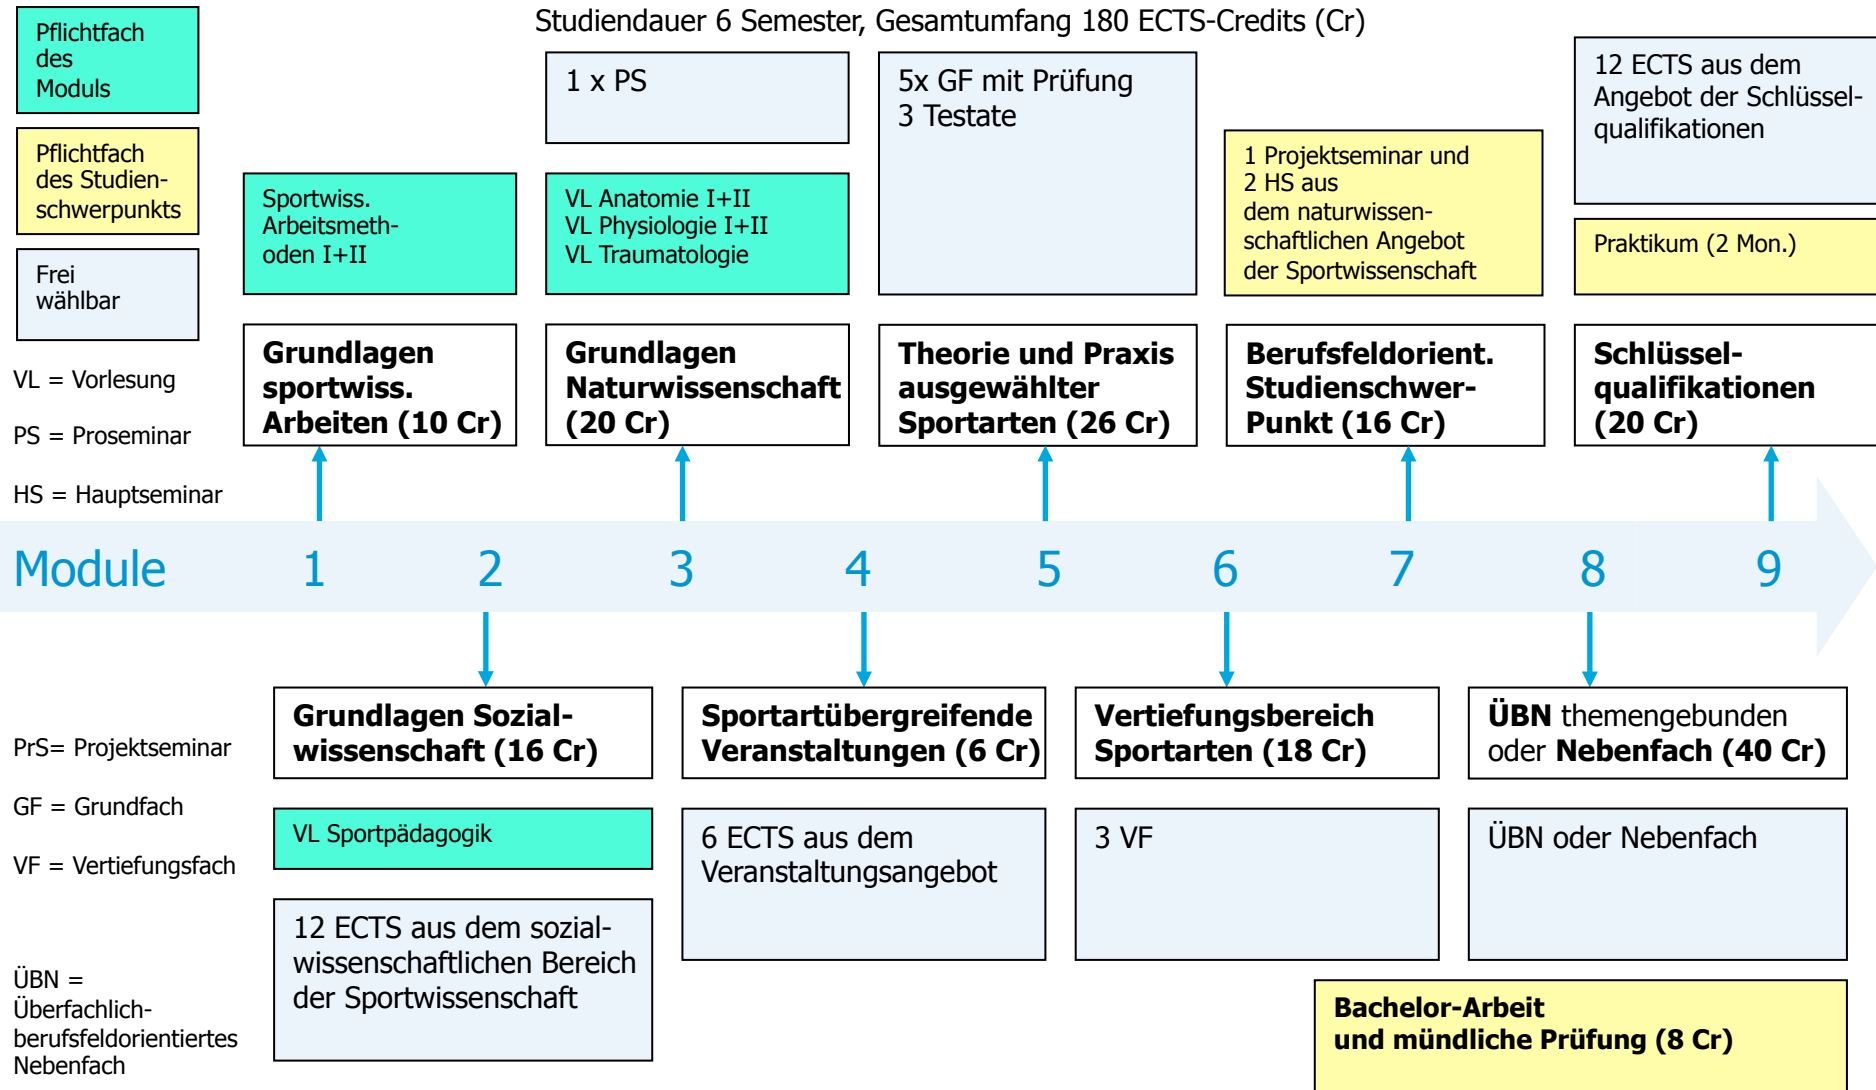 Studiendauer 6 Semester, Gesamtumfang 180 ECTS-Credits (Cr)
Pflichtfach
des
Moduls
Pflichtfach
des Studien-
schwerpunkts
Frei
wählbar
VL = Vorlesung
PS = Proseminar
HS = Hauptseminar
1 x PS
5x GF mit Prüfung
3 Testate
12 ECTS aus dem
Angebot der Schlüssel-
qualifikationen
Sportwiss.
Arbeitsmeth-
oden I+II
VL Anatomie I+II
VL Physiologie I+II
VL Traumatologie
1 Projektseminar und
2 HS aus
dem naturwissen-
schaftlichen Angebot
der Sportwissenschaft
Praktikum (2 Mon.)
Grundlagen
sportwiss.
Arbeiten (10 Cr)
Grundlagen
Naturwissenschaft
(20 Cr)
Theorie und Praxis
ausgewählter
Sportarten (26 Cr)
Berufsfeldorient.
Studienschwer-
Punkt (16 Cr)
Schlüssel-
qualifikationen
(20 Cr)
Module 1 2 3 4 5 6 7 8 9
PrS= Projektseminar
GF = Grundfach
VF = Vertiefungsfach
ÜBN =
Überfachlich-
berufsfeldorientiertes
Nebenfach
Grundlagen Sozial-
wissenschaft (16 Cr)
VL Sportpädagogik
12 ECTS aus dem sozial-
wissenschaftlichen Bereich
der Sportwissenschaft
Sportartübergreifende
Veranstaltungen (6 Cr)
6 ECTS aus dem
Veranstaltungsangebot
Vertiefungsbereich
Sportarten (18 Cr)
3 VF
ÜBN themengebunden
oder Nebenfach (40 Cr)
ÜBN oder Nebenfach
Bachelor-Arbeit
und mündliche Prüfung (8 Cr)